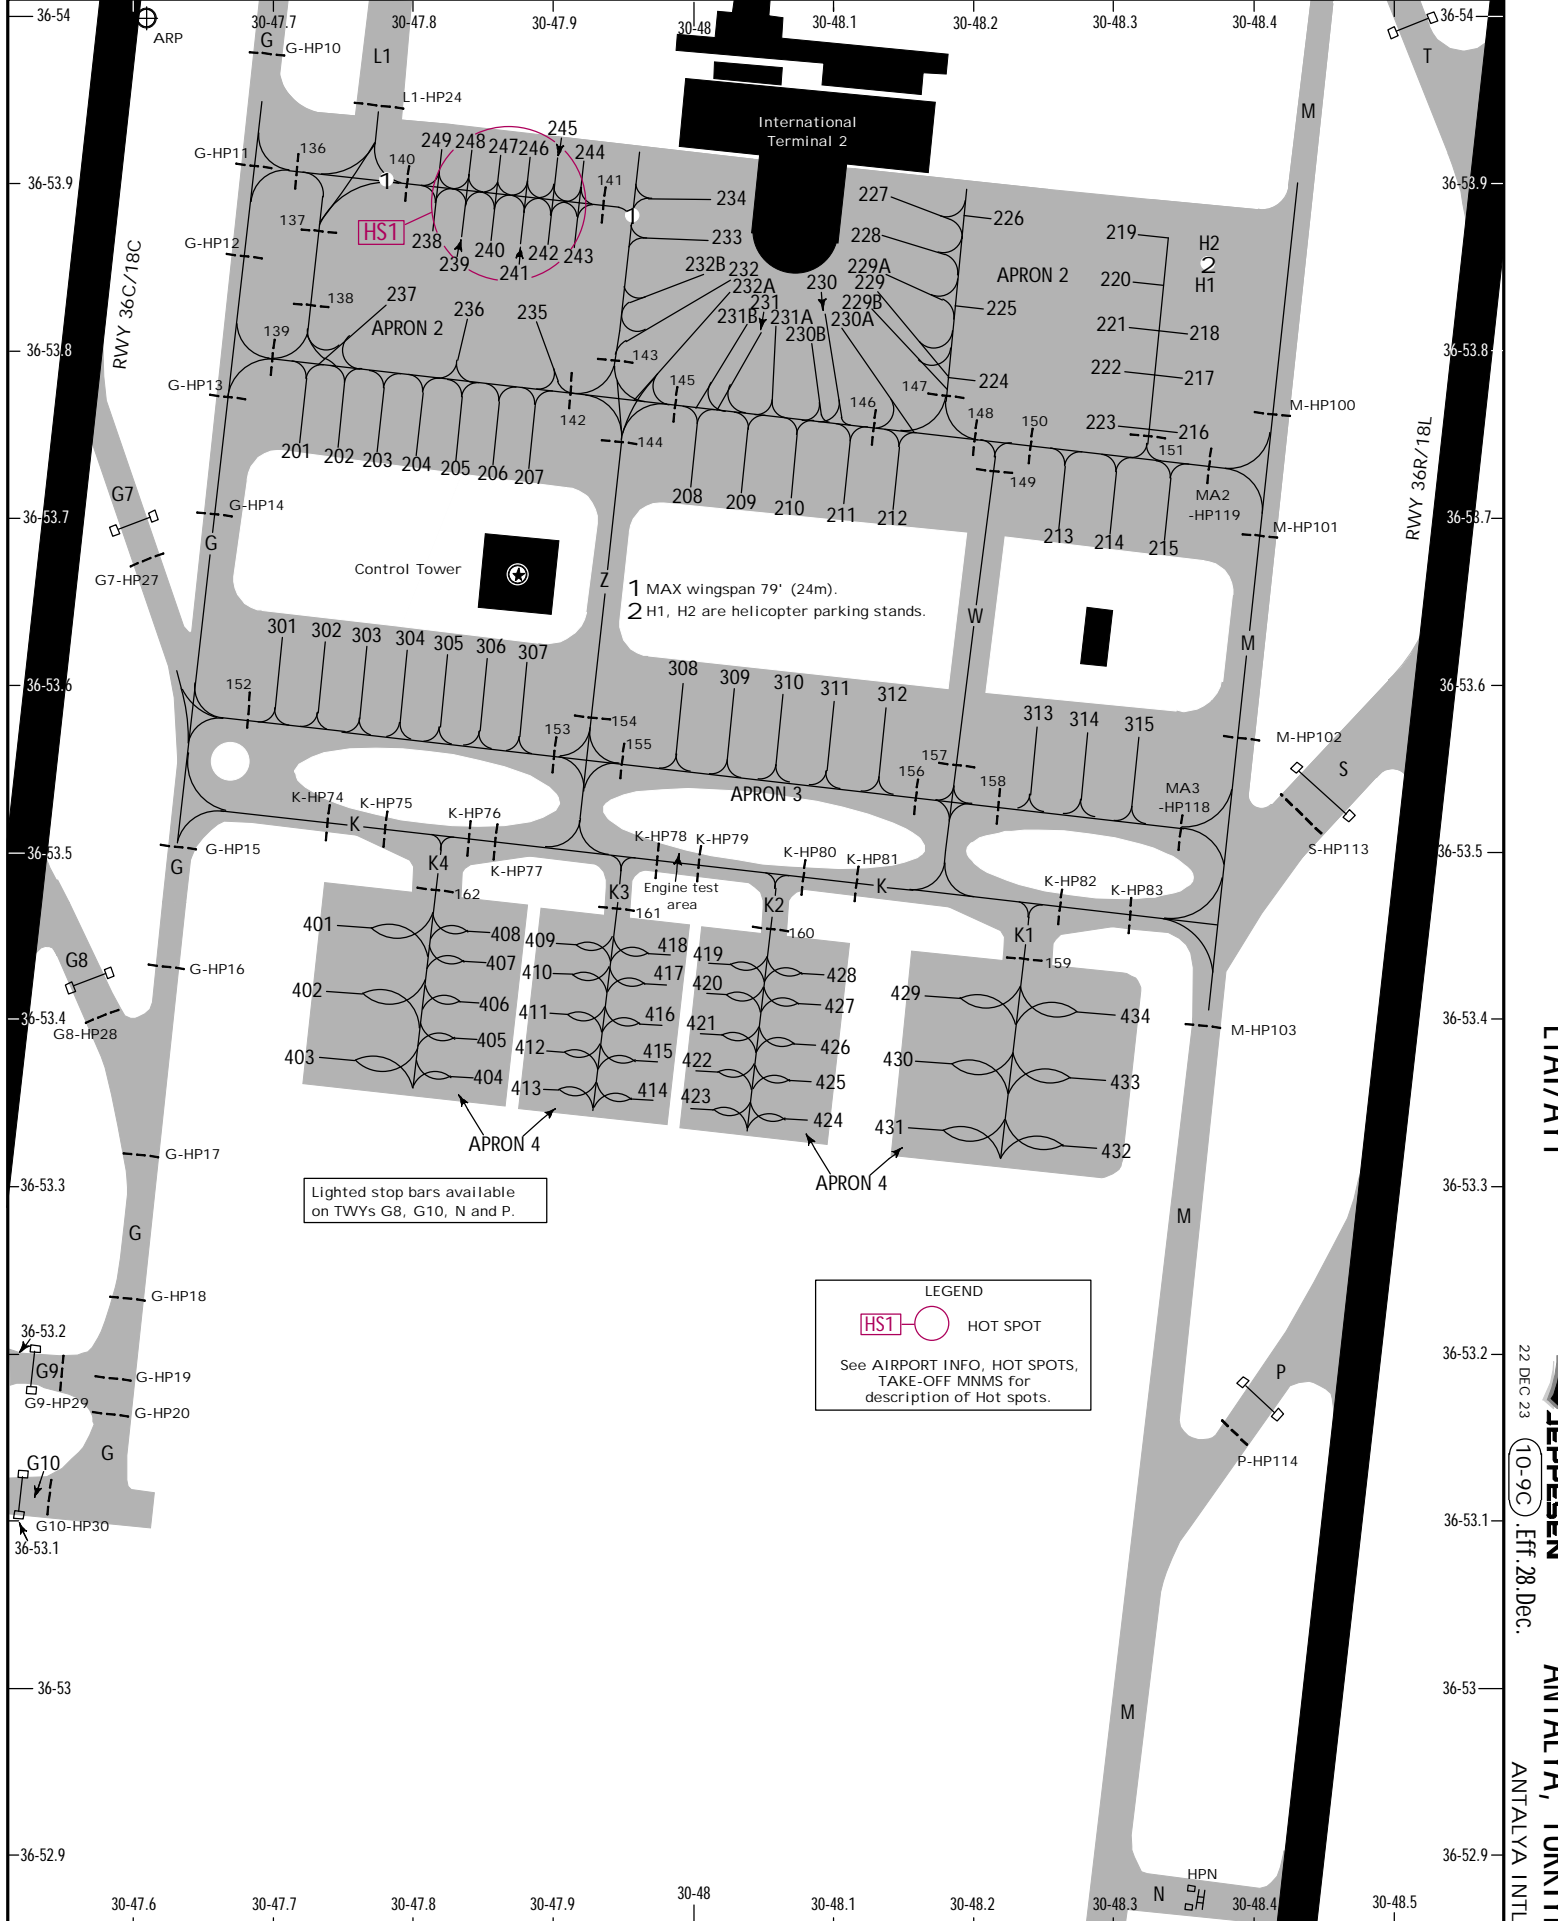 36-54
30-47.7
30-47.8
30-47.9
30-48
30-48.1
30-48.2
30-48.3
30-48.4
36-54
ARP
G
G-HP10
L1
T
L1-HP24
M
International
Terminal 2
G-HP11
136
140
249
248
247
246
245
244
141
1
234
227
226
36-53.9
36-53.9
137
HS1
238
239
240
241
242
243
1
233
228
219
H2
2
H1
G-HP12
RWY 36C/18C
232B
232
232A
231
231B
231A
230
230B
230A
229A
229
229B
APRON 2
225
220
138
237
236
235
APRON 2
221
218
139
143
36-53.8
36-53.8
222
217
G-HP13
145
147
224
142
146
148
150
223
216
151
M-HP100
144
149
MA2
-HP119
201
202
203
204
205
206
207
208
209
210
211
212
213
214
215
RWY 36R/18L
G7
G-HP14
36-53.7
36-53.7
M-HP101
G
G7-HP27
Control Tower
Z
1 MAX wingspan 79' (24m).
2 H1, H2 are helicopter parking stands.
W
M
301
302
303
304
305
306
307
308
309
310
311
312
313
314
315
36-53.6
36-53.6
152
153
154
155
156
157
158
M-HP102
S
APRON 3
MA3
-HP118
K-HP74
K
K-HP75
K-HP76
K-HP77
K-HP78
K-HP79
K-HP80
K-HP81
K
K-HP82
K-HP83
S-HP113
36-53.5
36-53.5
G-HP15
G
K4
162
K3
161
Engine test
area
K2
160
K1
159
401
408
409
418
419
428
407
410
417
420
427
G8
G-HP16
402
406
411
416
421
426
429
434
36-53.4
36-53.4
G8-HP28
405
412
415
422
425
430
433
M-HP103
403
404
413
414
423
424
431
432
APRON 4
APRON 4
G-HP17
36-53.3
36-53.3
Lighted stop bars available
on TWYs G8, G10, N and P.
G
M
G-HP18
LEGEND
HS1
HOT SPOT
See AIRPORT INFO, HOT SPOTS,
TAKE-OFF MNMS for
description of Hot spots.
36-53.2
36-53.2
G9
G-HP19
G9-HP29
G-HP20
P
G
G10
P-HP114
G10-HP30
36-53.1
36-53.1
36-53
36-53
M
36-52.9
36-52.9
HPN
N
30-47.6
30-47.7
30-47.8
30-47.9
30-48
30-48.1
30-48.2
30-48.3
30-48.4
30-48.5
LTAI/AYT
JEPPESEN
22 DEC 23
10-9C
.Eff.28.Dec.
ANTALYA,
ANTALYA INTL